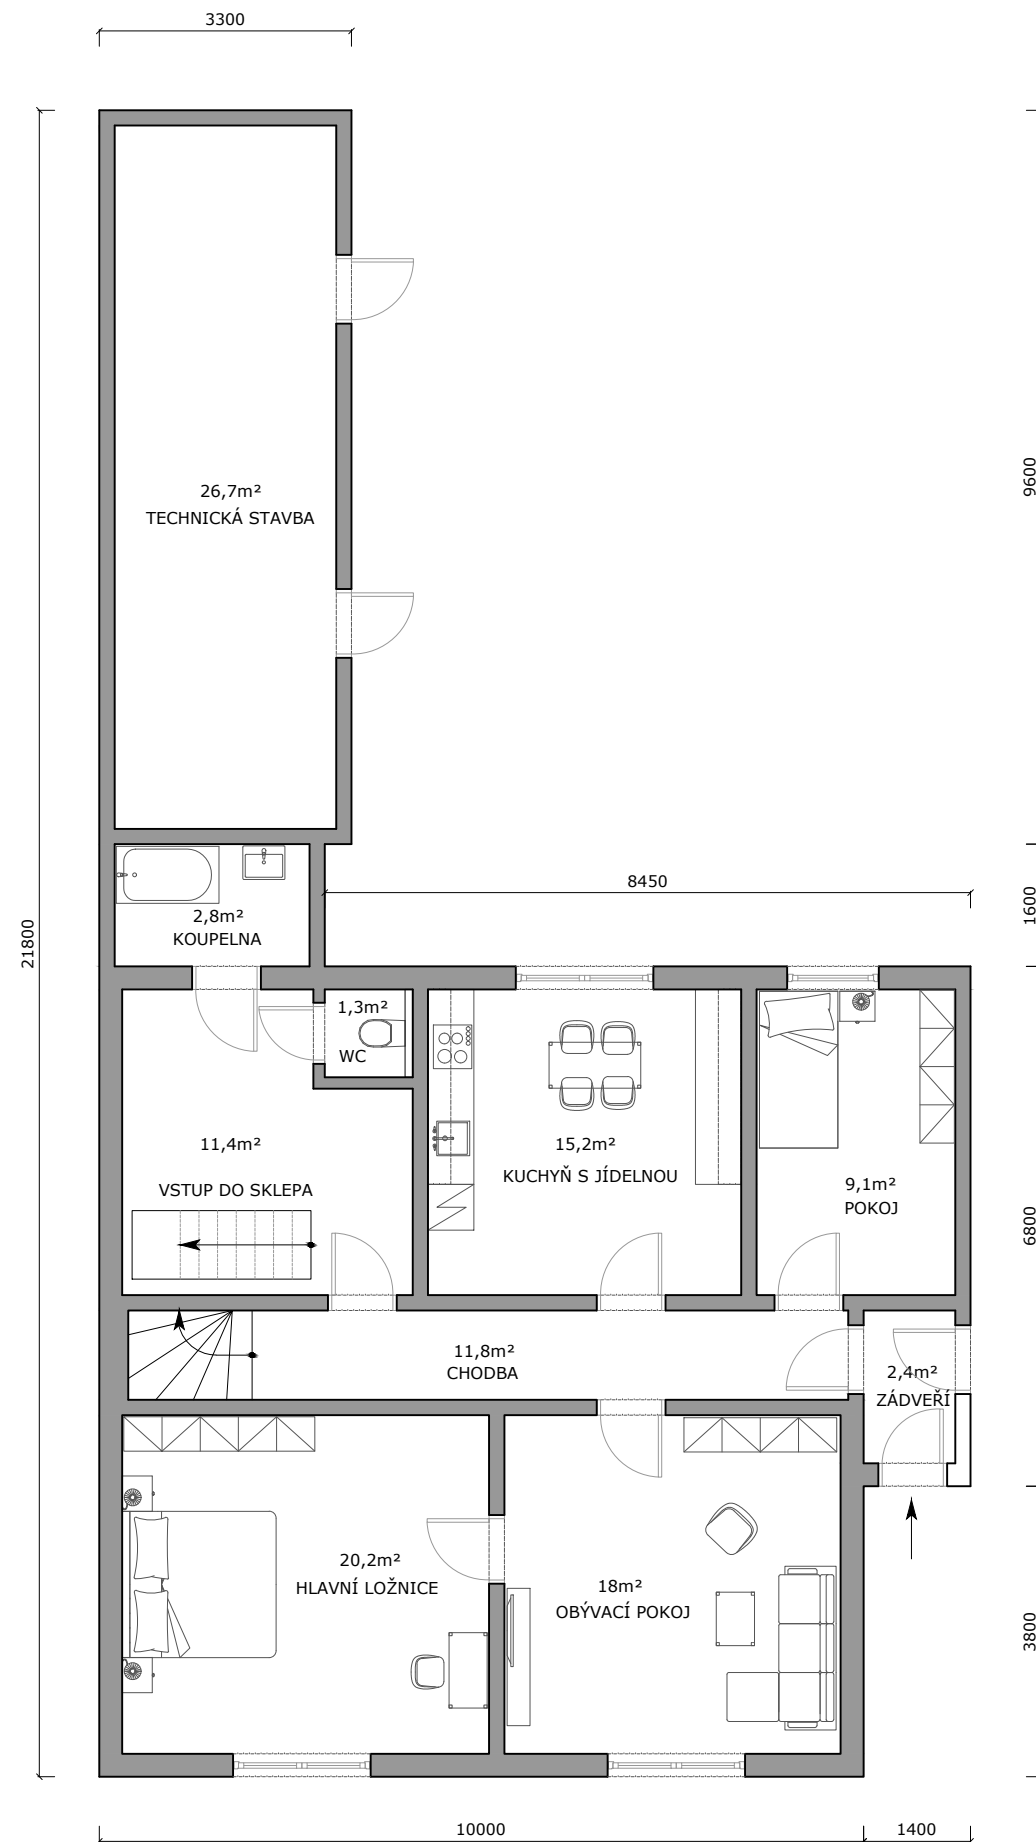 3300
26,7m²
TECHNICKÁ STAVBA
9600
21800
8450
1600
2,8m²
KOUPELNA
1,3m²
WC
11,4m²
VSTUP DO SKLEPA
15,2m²
KUCHYŇ S JÍDELNOU
9,1m²
POKOJ
6800
11,8m²
CHODBA
2,4m²
ZÁDVEŘÍ
20,2m²
HLAVNÍ LOŽNICE
18m²
OBÝVACÍ POKOJ
3800
10000
1400